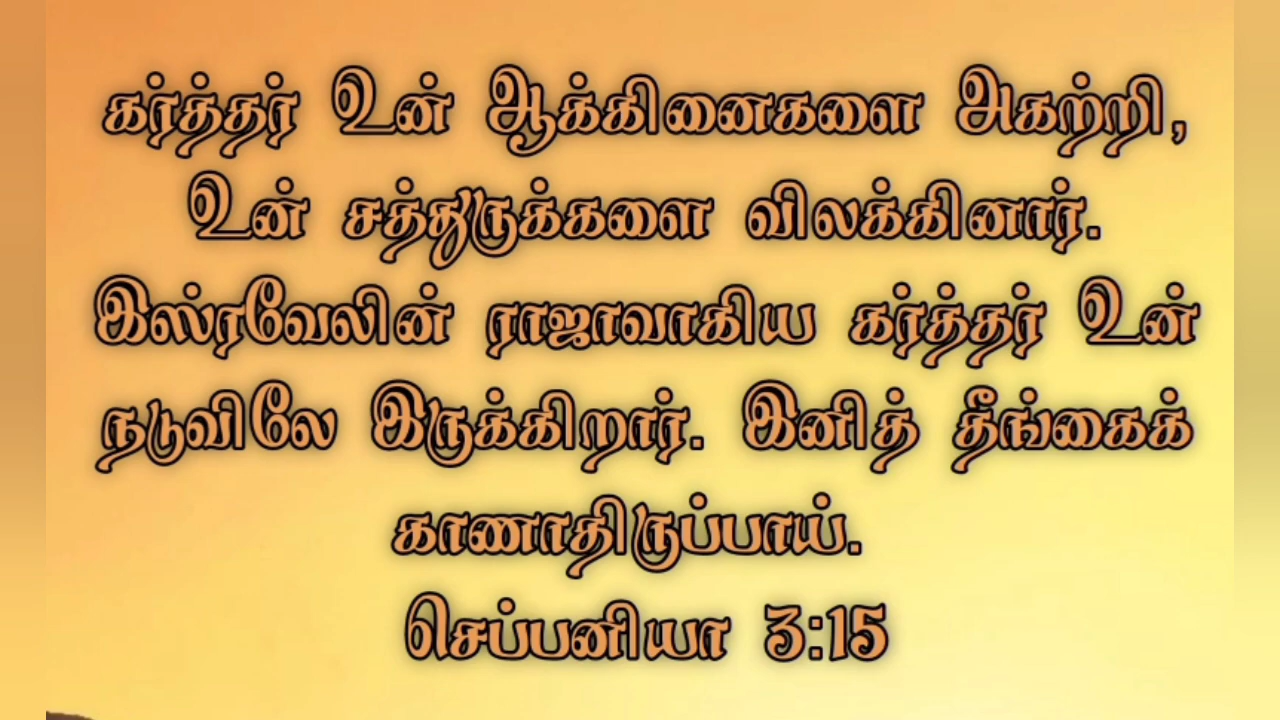 கர்த்தர் உன் ஆக்கினைகளை அகற்றி,
உன் சத்துருக்களை விலக்கினார்.
இஸ்ரவேலின் ராஜாவாகிய கர்த்தர் உன்
நடுவிலே இருக்கிறார். இனித் தீங்கைக்
காணாதிருப்பாய்.
செப்பனியா 3:15